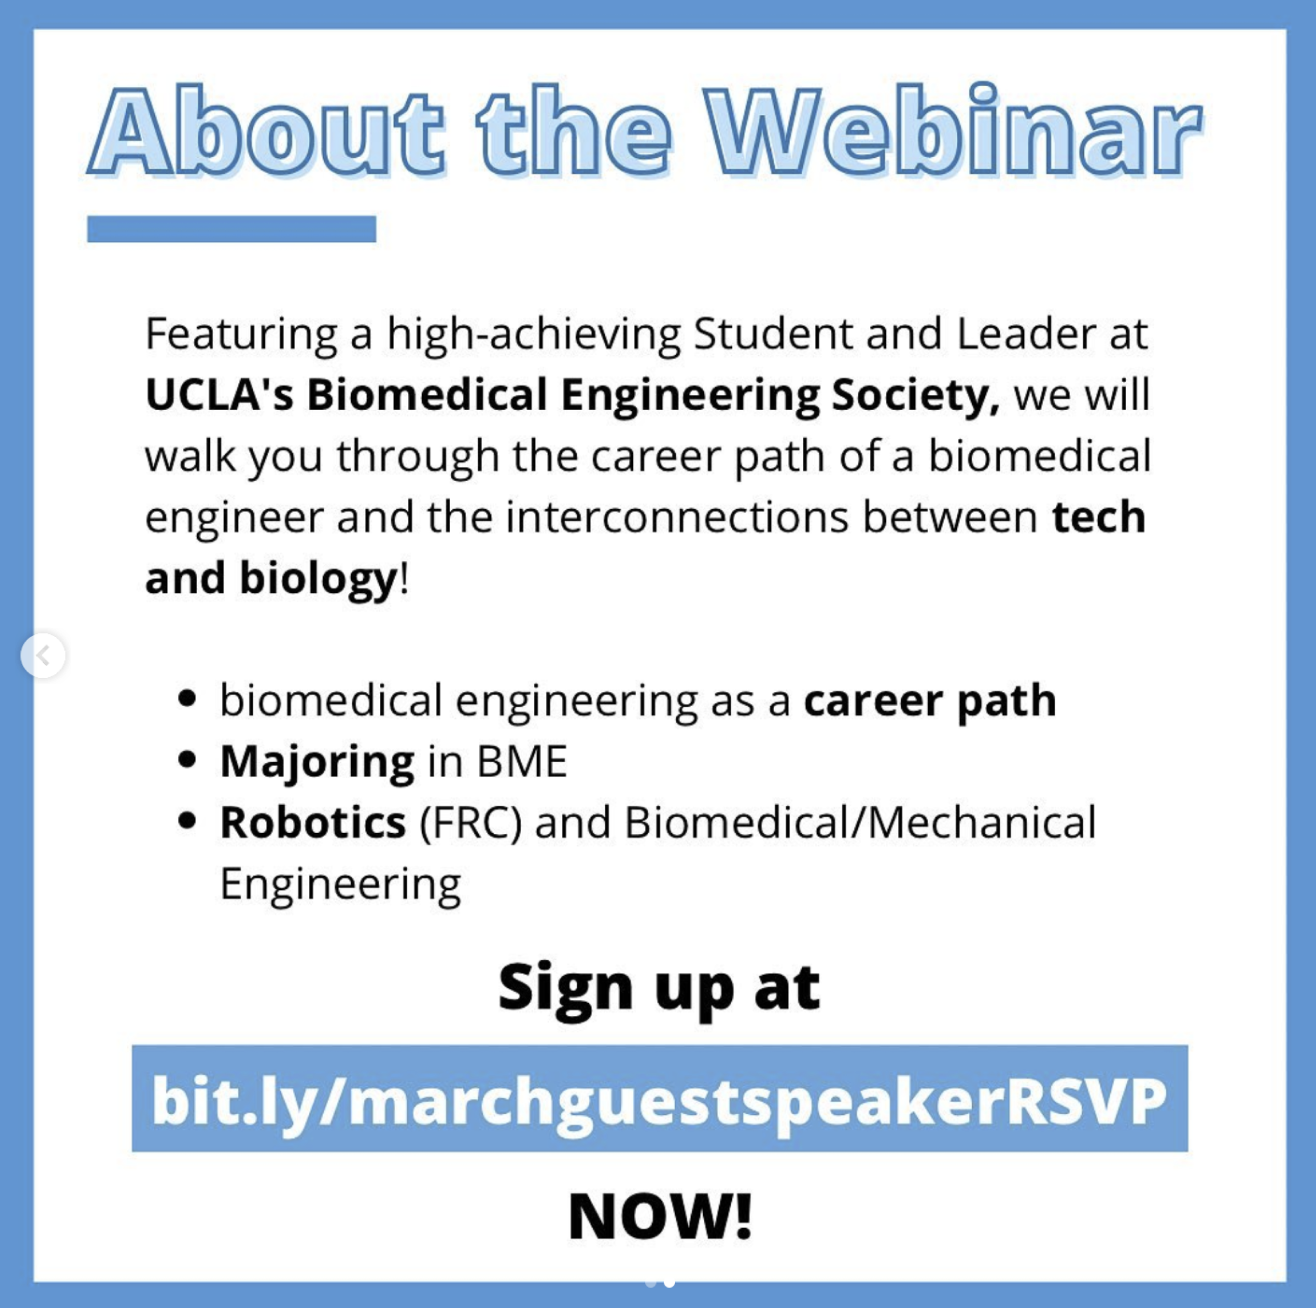 About the Webinar
Featuring a high-achieving Student and Leader at
UCLA's Biomedical Engineering Society, we will
walk you through the career path of a biomedical
engineer and the interconnections between tech
and biology!
• biomedical engineering as a career path
• Majoring in BME
• Robotics (FRC) and Biomedical/Mechanical
Engineering
Sign up at
bit.ly/marchguestspeakerRSVP
NOW!